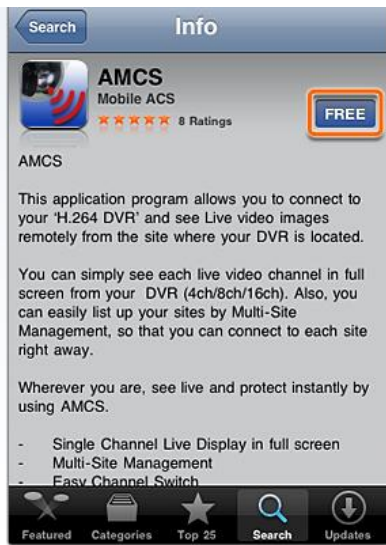 Search
Info
AMCS
Mobile ACS
8 Ratings
FREE
AMCS
This application program allows you to connect to
your 'H.264 DVR' and see Live video images
remotely from the site where your DVR is located.
You can simply see each live video channel in full
screen from your DVR (4ch/8ch/16ch). Also, you
can easily list up your sites by Multi-Site
Management, so that you can connect to each site
right away.
Wherever you are, see live and protect instantly by
using AMCS.
- Single Channel Live Display in full screen
- Multi-Site Management
- Easy Channel Switch
Featured Categories Top 25 Search Updates